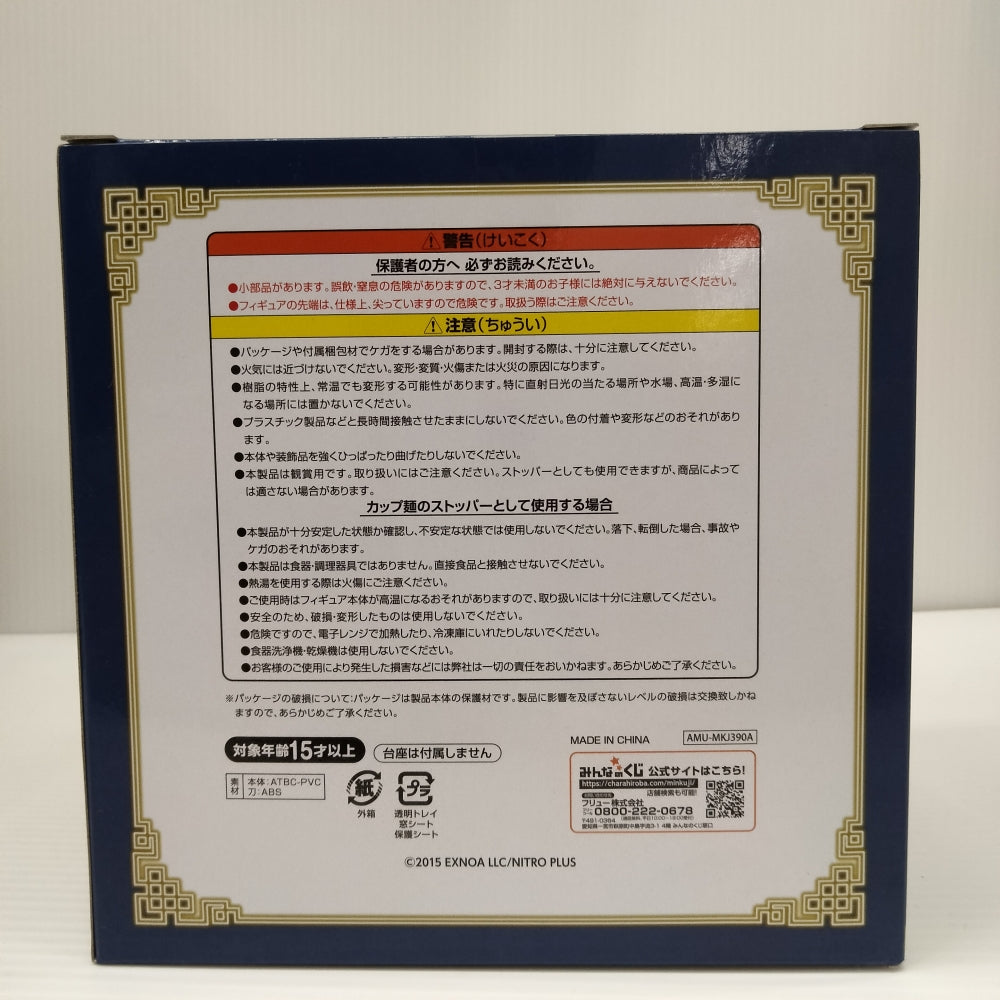 ⚠警告(けいこく)
保護者の方へ 必ずお読みください。
●小部品があります。誤飲・窒息の危険がありますので、3才未満のお子様には絶対に与えないでください。
●フィギュアの先端は、仕様上、尖っていますので危険です。取扱う際はご注意ください。
⚠注意(ちゅうい)
●パッケージや付属梱包材でケガをする場合があります。開封する際は、十分に注意してください。
●火気には近づけないでください。変形・変質・火傷または火災の原因になります。
●樹脂の特性上、常温でも変形する可能性があります。特に直射日光の当たる場所や水場、高温・多湿に
なる場所には置かないでください。
●プラスチック製品などと長時間接触させたままにしないでください。色の付着や変形などのおそれがあり
ます。
●本体や装飾品を強くひっぱったり曲げたりしないでください。
●本製品は観賞用です。取り扱いにはご注意ください。ストッパーとしても使用できますが、商品によって
は適さない場合があります。
カップ麺のストッパーとして使用する場合
●本製品が十分安定した状態か確認し、不安定な状態では使用しないでください。落下、転倒した場合、事故や
ケガのおそれがあります。
●本製品は食器・調理器具ではありません。直接食品と接触させないでください。
●熱湯を使用する際は火傷にご注意ください。
●ご使用時はフィギュア本体が高温になるおそれがありますので、取り扱いには十分に注意してください。
●安全のため、破損・変形したものは使用しないでください。
●危険ですので、電子レンジで加熱したり、冷凍庫にいれたりしないでください。
●食器洗浄機・乾燥機は使用しないでください。
●お客様のご使用により発生した損害などには弊社は一切の責任をおいかねます。あらかじめご了承ください。
※パッケージの破損について:パッケージは製品本体の保護材です。製品に影響を及ぼさないレベルの破損は交換致しかね
ますので、あらかじめご了承ください。
対象年齢15才以上
台座は付属しません
素材
本体:ATBC-PVC
刀:ABS
紙
外箱
プラ
透明トレイ
窓シート
保護シート
MADE IN CHINA
AMU-MKJ390A
みんなのくじ 公式サイトはこちら!
https://charahiroba.com/minkuji/
店舗検索も可能!
フリュー株式会社
0800-222-0678
〒491-0364
©2015 EXNOA LLC/NITRO PLUS